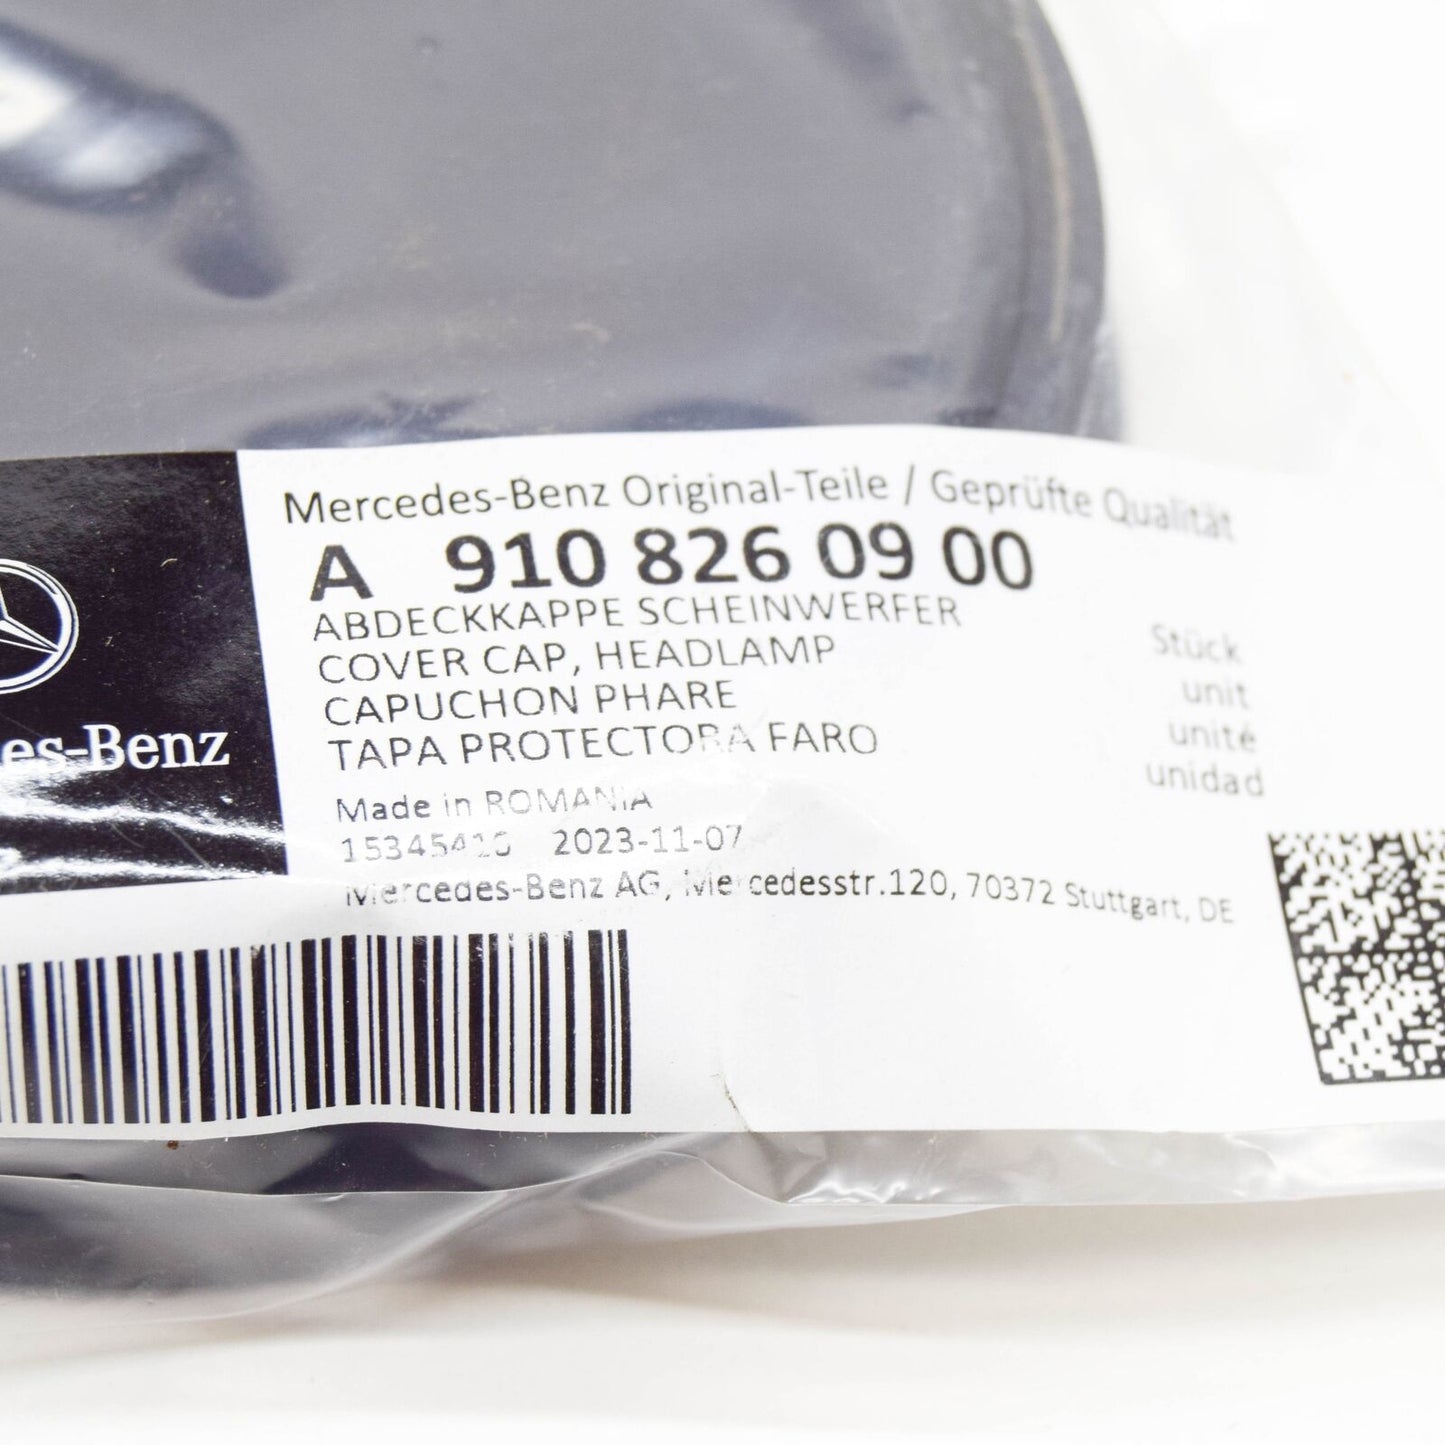 Mercedes-Benz Original-Teile / Geprüfte Qualität
A 910 826 09 00
ABDECKKAPPE SCHEINWERFER
COVER CAP, HEADLAMP
CAPUCHON PHARE
TAPA PROTECTORA FARO
Stück
unit
unité
unidad
Made in ROMANIA
2023-11-07
Mercedes-Benz AG, Mercedesstr.120, 70372 Stuttgart, DE
des-Benz